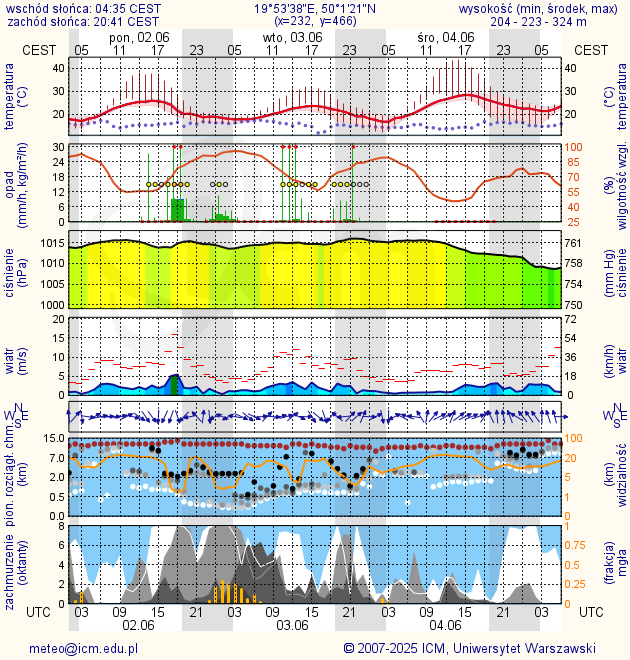 wschód słońca: 04:35 CEST 19°53'38"E, 50°1'21"N wysokość (min, środek, max)
zachód słońca: 20:41 CEST (x=232, y=466) 204 - 223 - 324 m
pon, 02.06 wto, 03.06 śro, 04.06
CEST 05 11 17 23 05 11 17 23 05 11 17 23 05 CEST
temperatura (°C)
40 30 20
40 30 20
temperatura (°C)
opad (mm/h, kg/m²/h)
30 24 18 12 6 0
100 85 70 55 40 25
(%) wilgotność wzgl.
ciśnienie (hPa)
1015 1010 1005 1000
761 758 754 750
(mm Hg) ciśnienie
wiatr (m/s)
20 15 10 5 0
72 54 36 18 0
(km/h) wiatr
N W E S
N W E S
pion. rozciągł. chm. (km)
15.0 7.0 2.0 0.5 0.0
100 20 5 1 0
(km) widzialność
zachmurzenie (oktanty)
8 6 4 2 0
1 0.75 0.5 0.25 0
(frakcja) mgła
UTC 03 09 15 21 03 09 15 21 03 09 15 21 03 UTC
02.06 03.06 04.06
meteo@icm.edu.pl © 2007-2025 ICM, Uniwersytet Warszawski